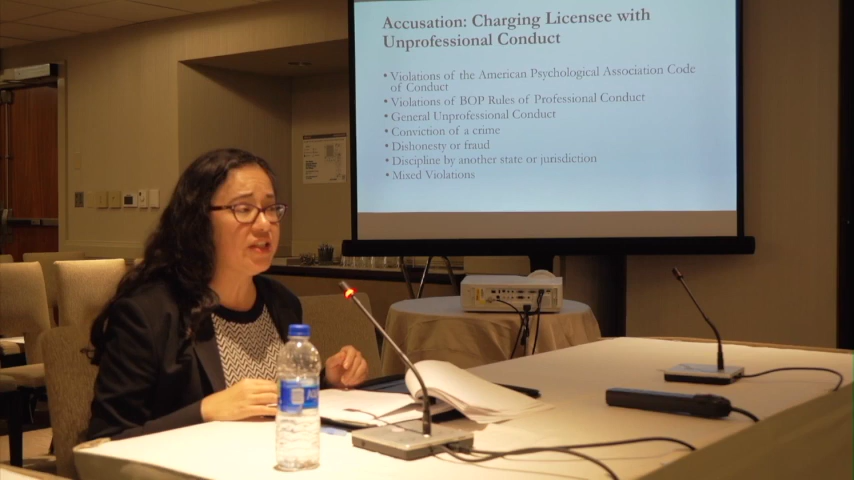 Accusation: Charging Licensee with
Unprofessional Conduct
• Violations of the American Psychological Association Code
of Conduct
• Violations of BOP Rules of Professional Conduct
• General Unprofessional Conduct
• Conviction of a crime
• Dishonesty or fraud
• Discipline by another state or jurisdiction
• Mixed Violations